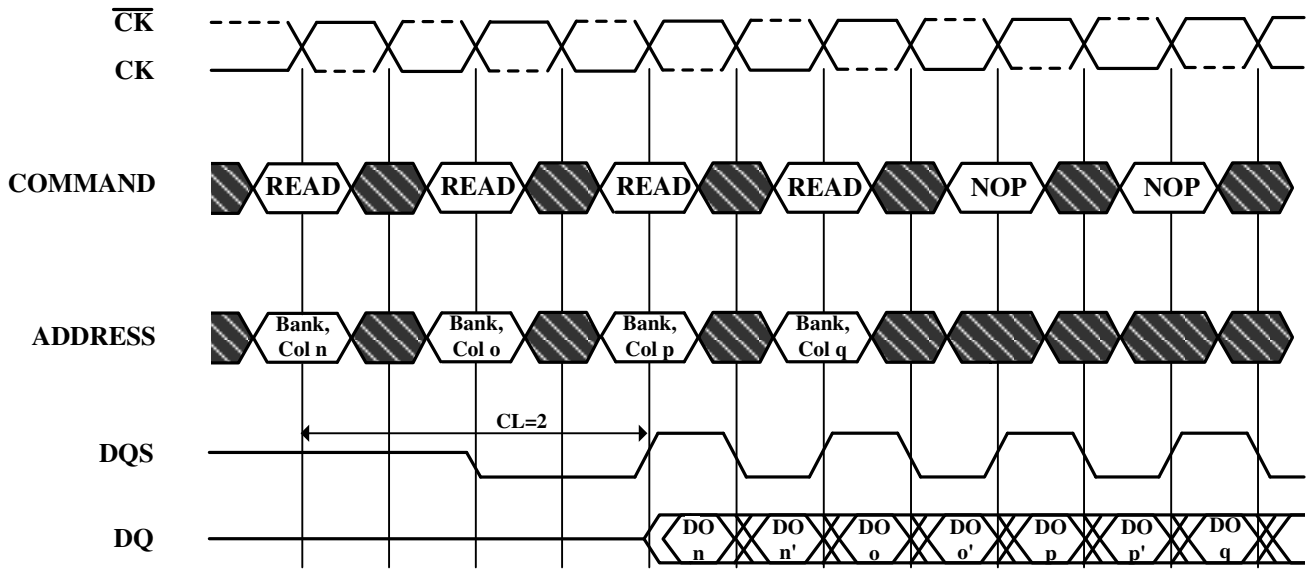 CK
CK
COMMAND
READ READ READ READ NOP NOP
ADDRESS
Bank, Bank, Bank, Bank,
Col n Col o Col p Col q
CL=2
DQS
DQ
DO DO DO DO DO DO DO
n n' o o' p p' q